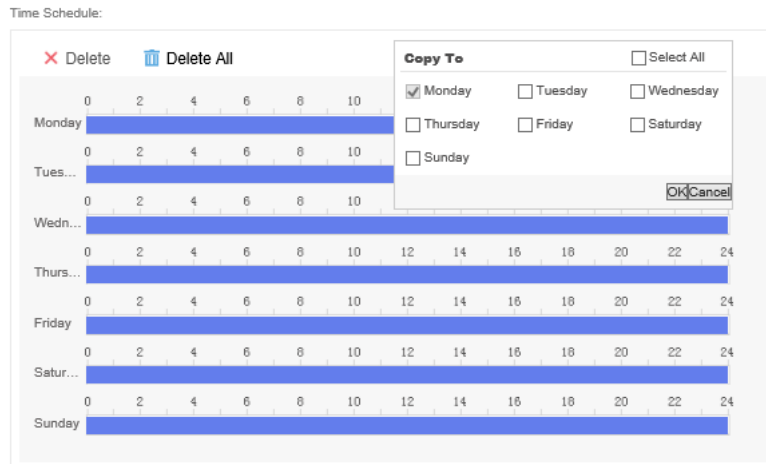 Time Schedule:
Delete Delete All
Copy To Select All
Monday Tuesday Wednesday
Thursday Friday Saturday
Sunday
OK Cancel
0 2 4 6 8 10
Monday
0 2 4 6 8 10
Tues...
0 2 4 6 8 10
Wedn...
0 2 4 6 8 10 12 14 16 18 20 22 24
Thurs...
0 2 4 6 8 10 12 14 16 18 20 22 24
Friday
0 2 4 6 8 10 12 14 16 18 20 22 24
Satur...
0 2 4 6 8 10 12 14 16 18 20 22 24
Sunday